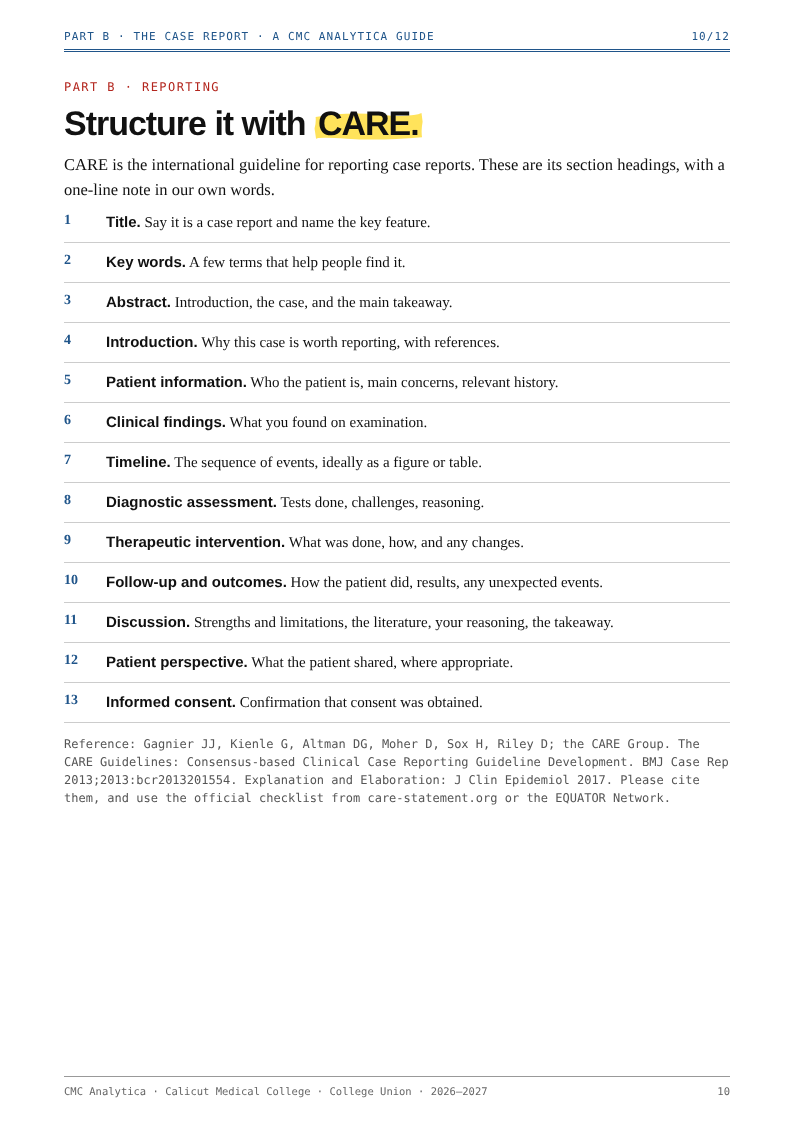 PART B · THE CASE REPORT · A CMC ANALYTICA GUIDE 10/12
PART B · REPORTING
Structure it with CARE.
CARE is the international guideline for reporting case reports. These are its section headings, with a
one-line note in our own words.
1 Title. Say it is a case report and name the key feature.
2 Key words. A few terms that help people find it.
3 Abstract. Introduction, the case, and the main takeaway.
4 Introduction. Why this case is worth reporting, with references.
5 Patient information. Who the patient is, main concerns, relevant history.
6 Clinical findings. What you found on examination.
7 Timeline. The sequence of events, ideally as a figure or table.
8 Diagnostic assessment. Tests done, challenges, reasoning.
9 Therapeutic intervention. What was done, how, and any changes.
10 Follow-up and outcomes. How the patient did, results, any unexpected events.
11 Discussion. Strengths and limitations, the literature, your reasoning, the takeaway.
12 Patient perspective. What the patient shared, where appropriate.
13 Informed consent. Confirmation that consent was obtained.
Reference: Gagnier JJ, Kienle G, Altman DG, Moher D, Sox H, Riley D; the CARE Group. The
CARE Guidelines: Consensus-based Clinical Case Reporting Guideline Development. BMJ Case Rep
2013;2013:bcr2013201554. Explanation and Elaboration: J Clin Epidemiol 2017. Please cite
them, and use the official checklist from care-statement.org or the EQUATOR Network.
CMC Analytica · Calicut Medical College · College Union · 2026–2027 10